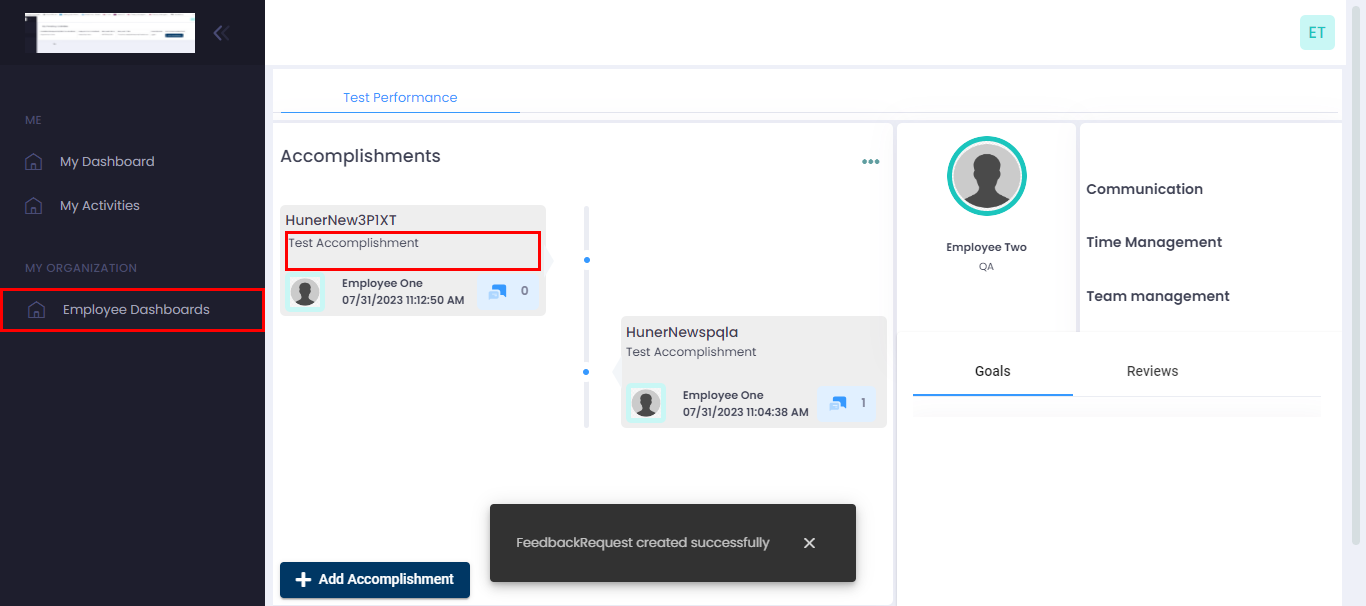 ET
ME
My Dashboard
My Activities
MY ORGANIZATION
Employee Dashboards
Test Performance
Accomplishments
HunerNew3P1XT
Test Accomplishment
Employee One
07/31/2023 11:12:50 AM
0
HunerNewspqla
Test Accomplishment
Employee One
07/31/2023 11:04:38 AM
1
Add Accomplishment
Employee Two
QA
Communication
Time Management
Team management
Goals
Reviews
FeedbackRequest created successfully